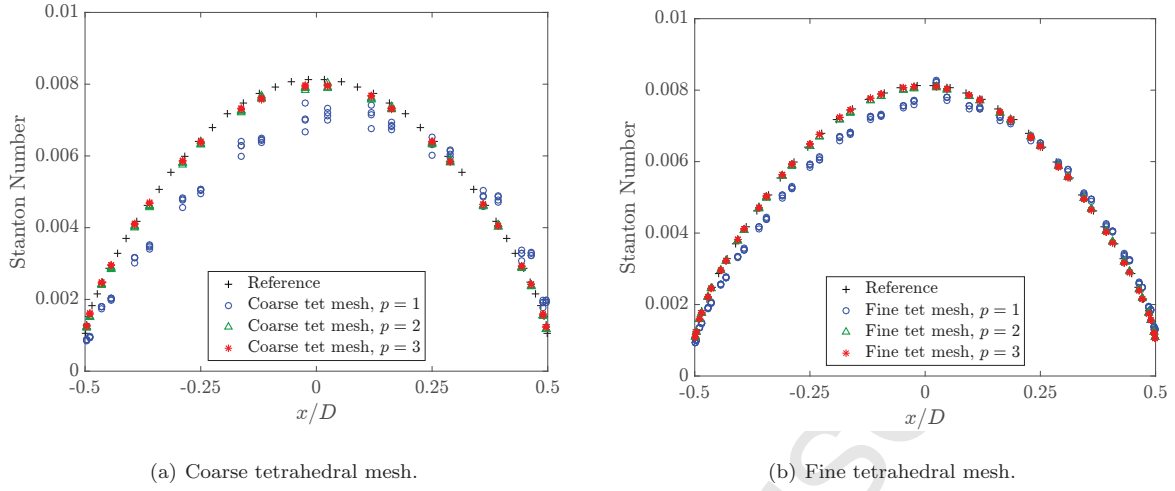 0.01
0.008
0.006
0.004
0.002
0
Stanton Number
-0.5
-0.25
0
0.25
0.5
x/D
Reference
Coarse tet mesh, p = 1
Coarse tet mesh, p = 2
Coarse tet mesh, p = 3
(a) Coarse tetrahedral mesh.
0.01
0.008
0.006
0.004
0.002
0
Stanton Number
-0.5
-0.25
0
0.25
0.5
x/D
Reference
Fine tet mesh, p = 1
Fine tet mesh, p = 2
Fine tet mesh, p = 3
(b) Fine tetrahedral mesh.